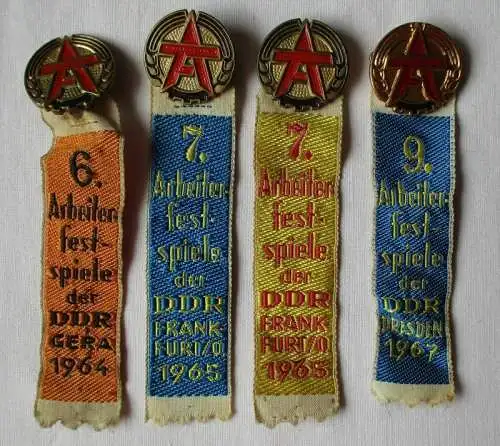 6.
Arbeiter-
fest-
spiele
der
DDR
GERA
1964
7.
Arbeiter-
fest-
spiele
der
DDR
FRANK-
FURT/O.
1965
7.
Arbeiter-
fest-
spiele
der
DDR
FRANK-
FURT/O.
1965
9.
Arbeiter-
fest-
spiele
der
DDR
DRESDEN
1967